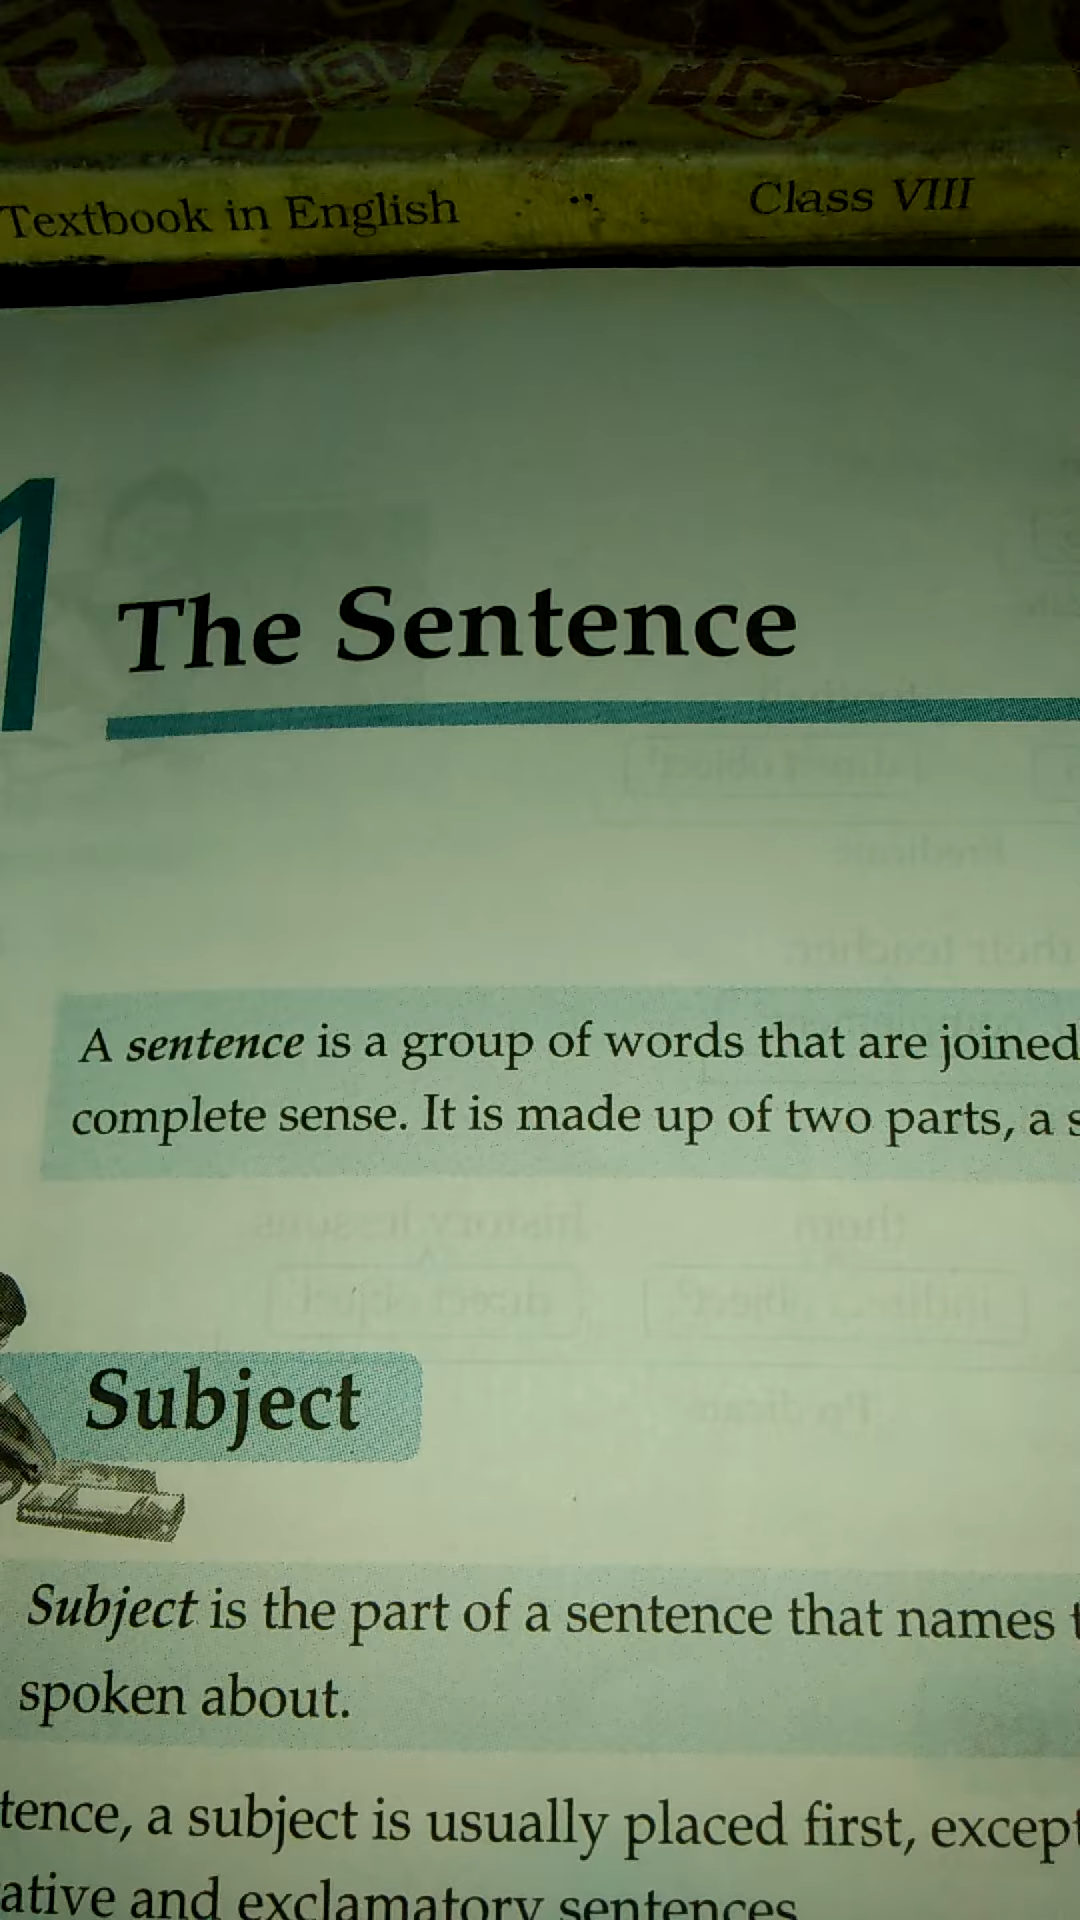 Textbook in English Class VIII
1
The Sentence
A sentence is a group of words that are joined
complete sense. It is made up of two parts, a s
Subject
Subject is the part of a sentence that names t
spoken about.
tence, a subject is usually placed first, except
ative and exclamatory sentences